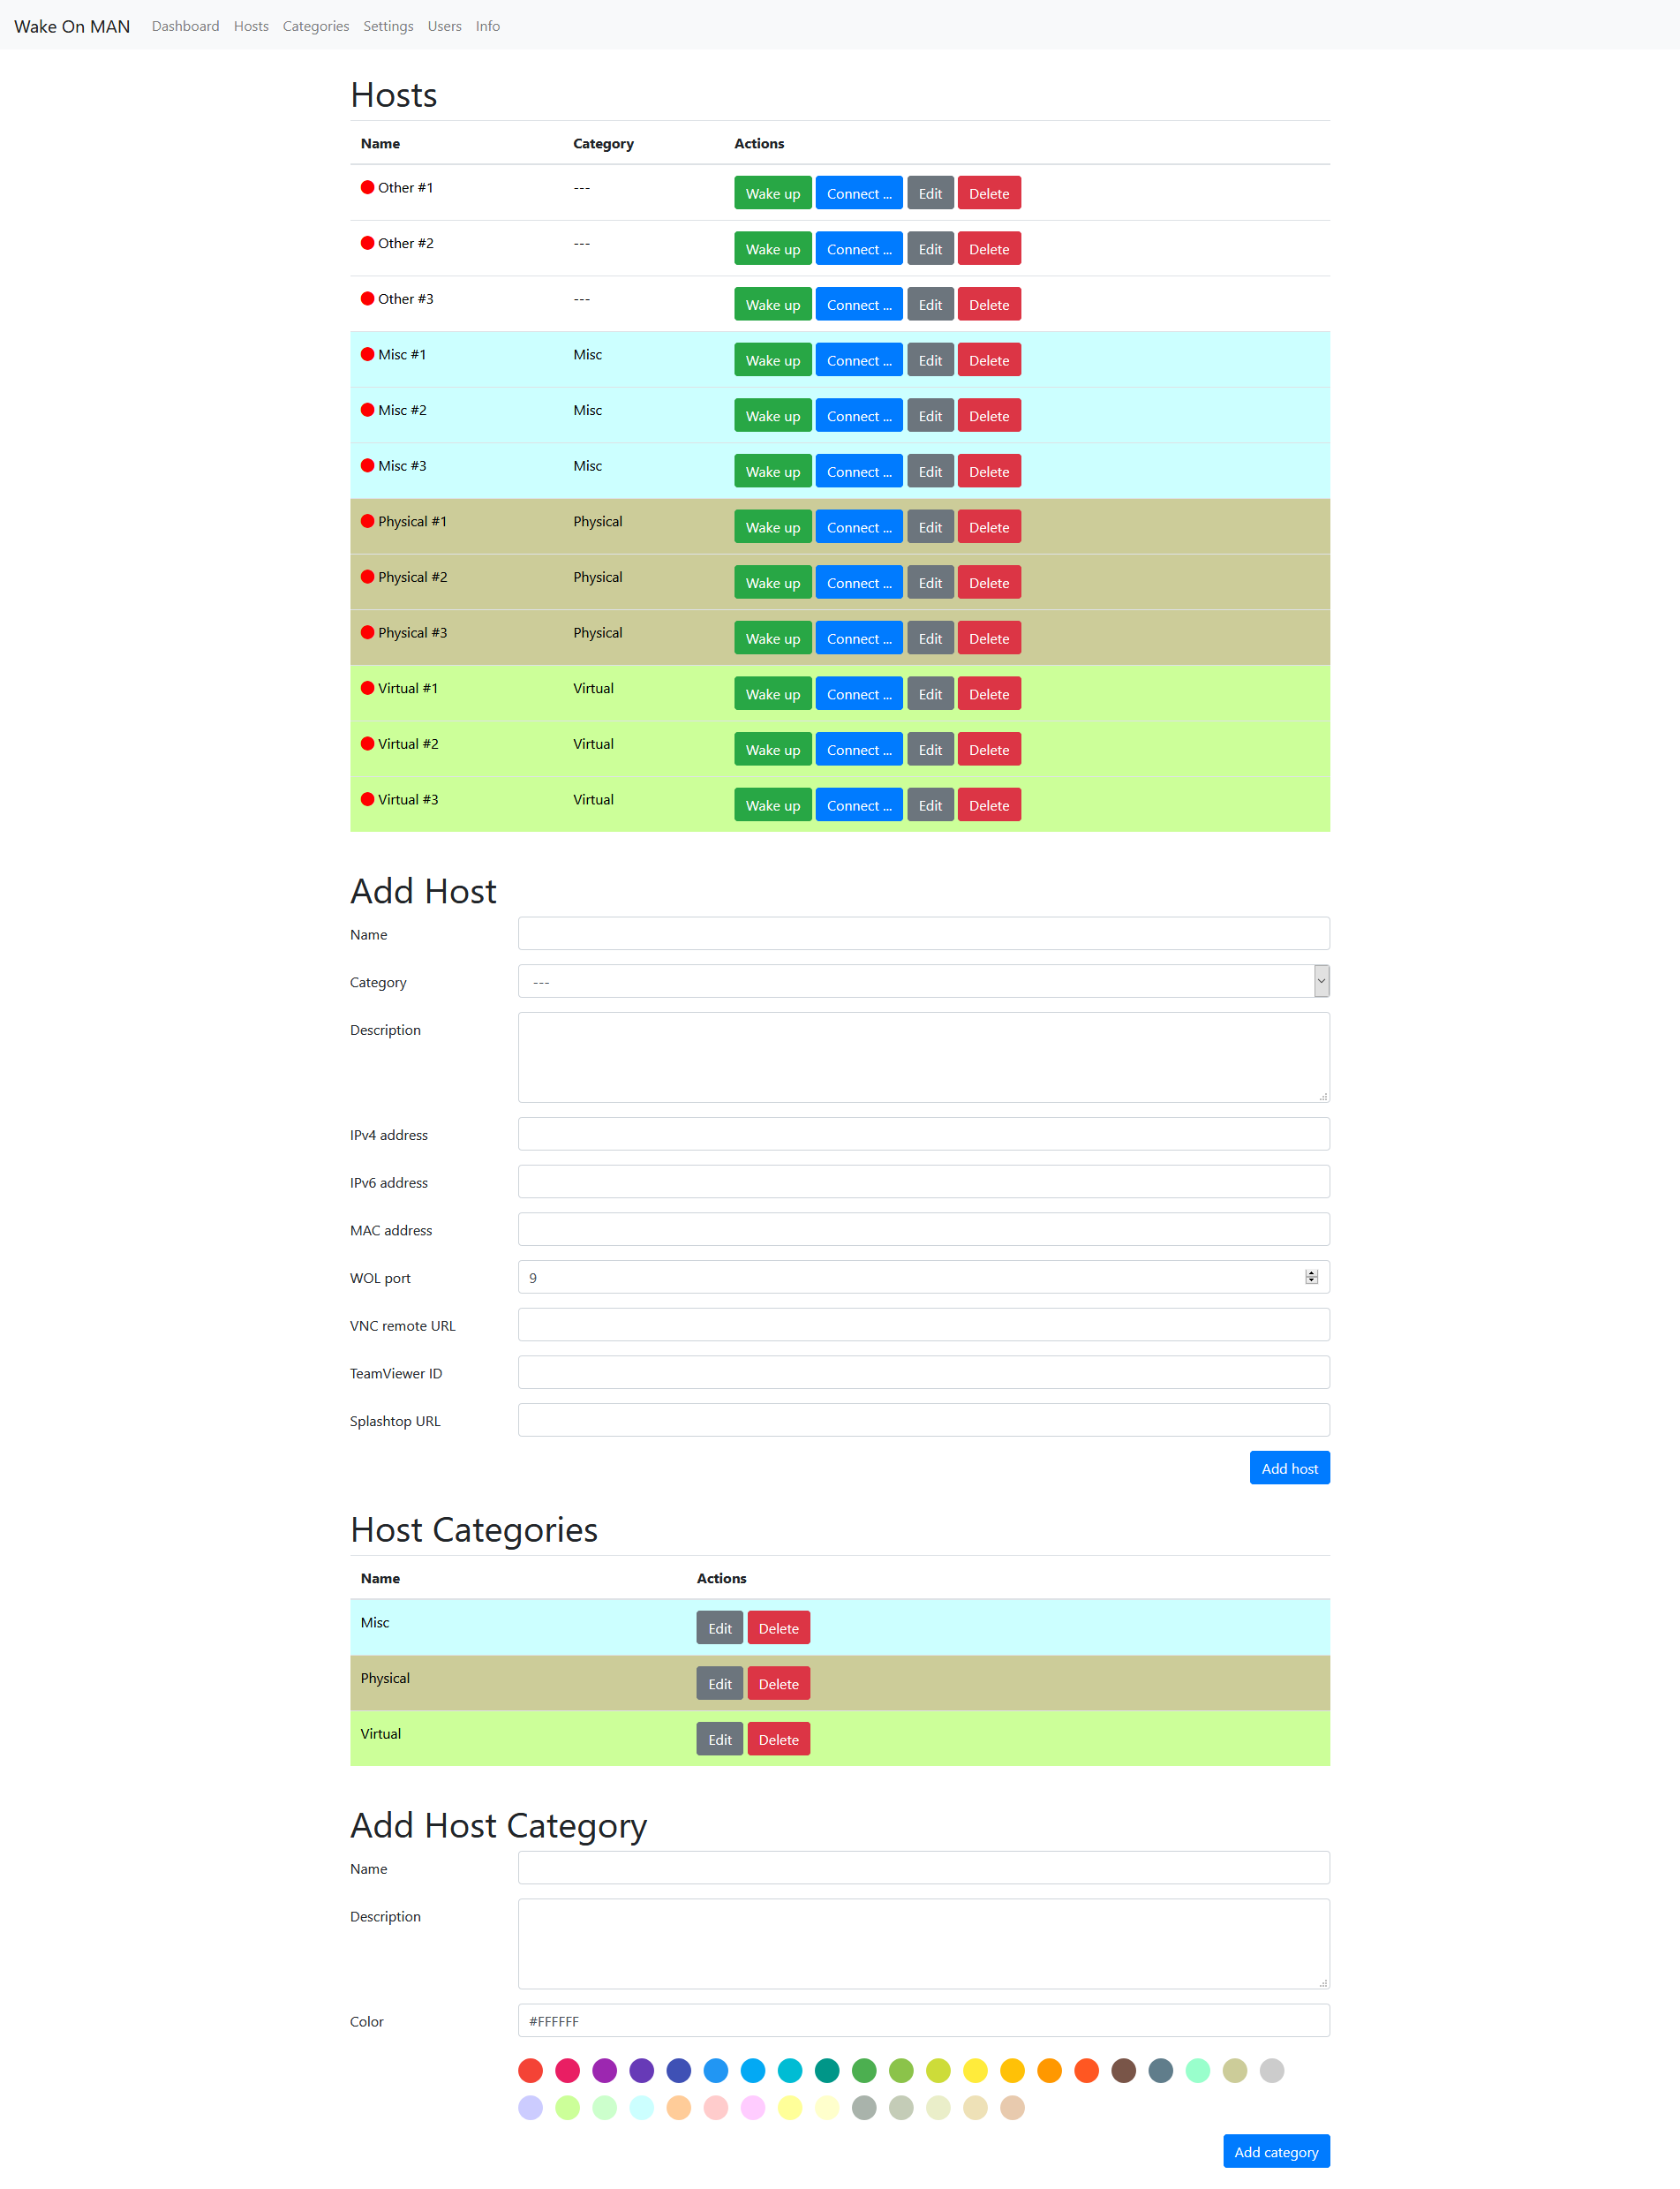 Wake On MAN Dashboard Hosts Categories Settings Users Info
Hosts
Name Category Actions
Other #1 --- Wake up Connect ... Edit Delete
Other #2 --- Wake up Connect ... Edit Delete
Other #3 --- Wake up Connect ... Edit Delete
Misc #1 Misc Wake up Connect ... Edit Delete
Misc #2 Misc Wake up Connect ... Edit Delete
Misc #3 Misc Wake up Connect ... Edit Delete
Physical #1 Physical Wake up Connect ... Edit Delete
Physical #2 Physical Wake up Connect ... Edit Delete
Physical #3 Physical Wake up Connect ... Edit Delete
Virtual #1 Virtual Wake up Connect ... Edit Delete
Virtual #2 Virtual Wake up Connect ... Edit Delete
Virtual #3 Virtual Wake up Connect ... Edit Delete
Add Host
Name
Category ---
Description
IPv4 address
IPv6 address
MAC address
WOL port 9
VNC remote URL
TeamViewer ID
Splashtop URL
Add host
Host Categories
Name Actions
Misc Edit Delete
Physical Edit Delete
Virtual Edit Delete
Add Host Category
Name
Description
Color #FFFFFF
Add category